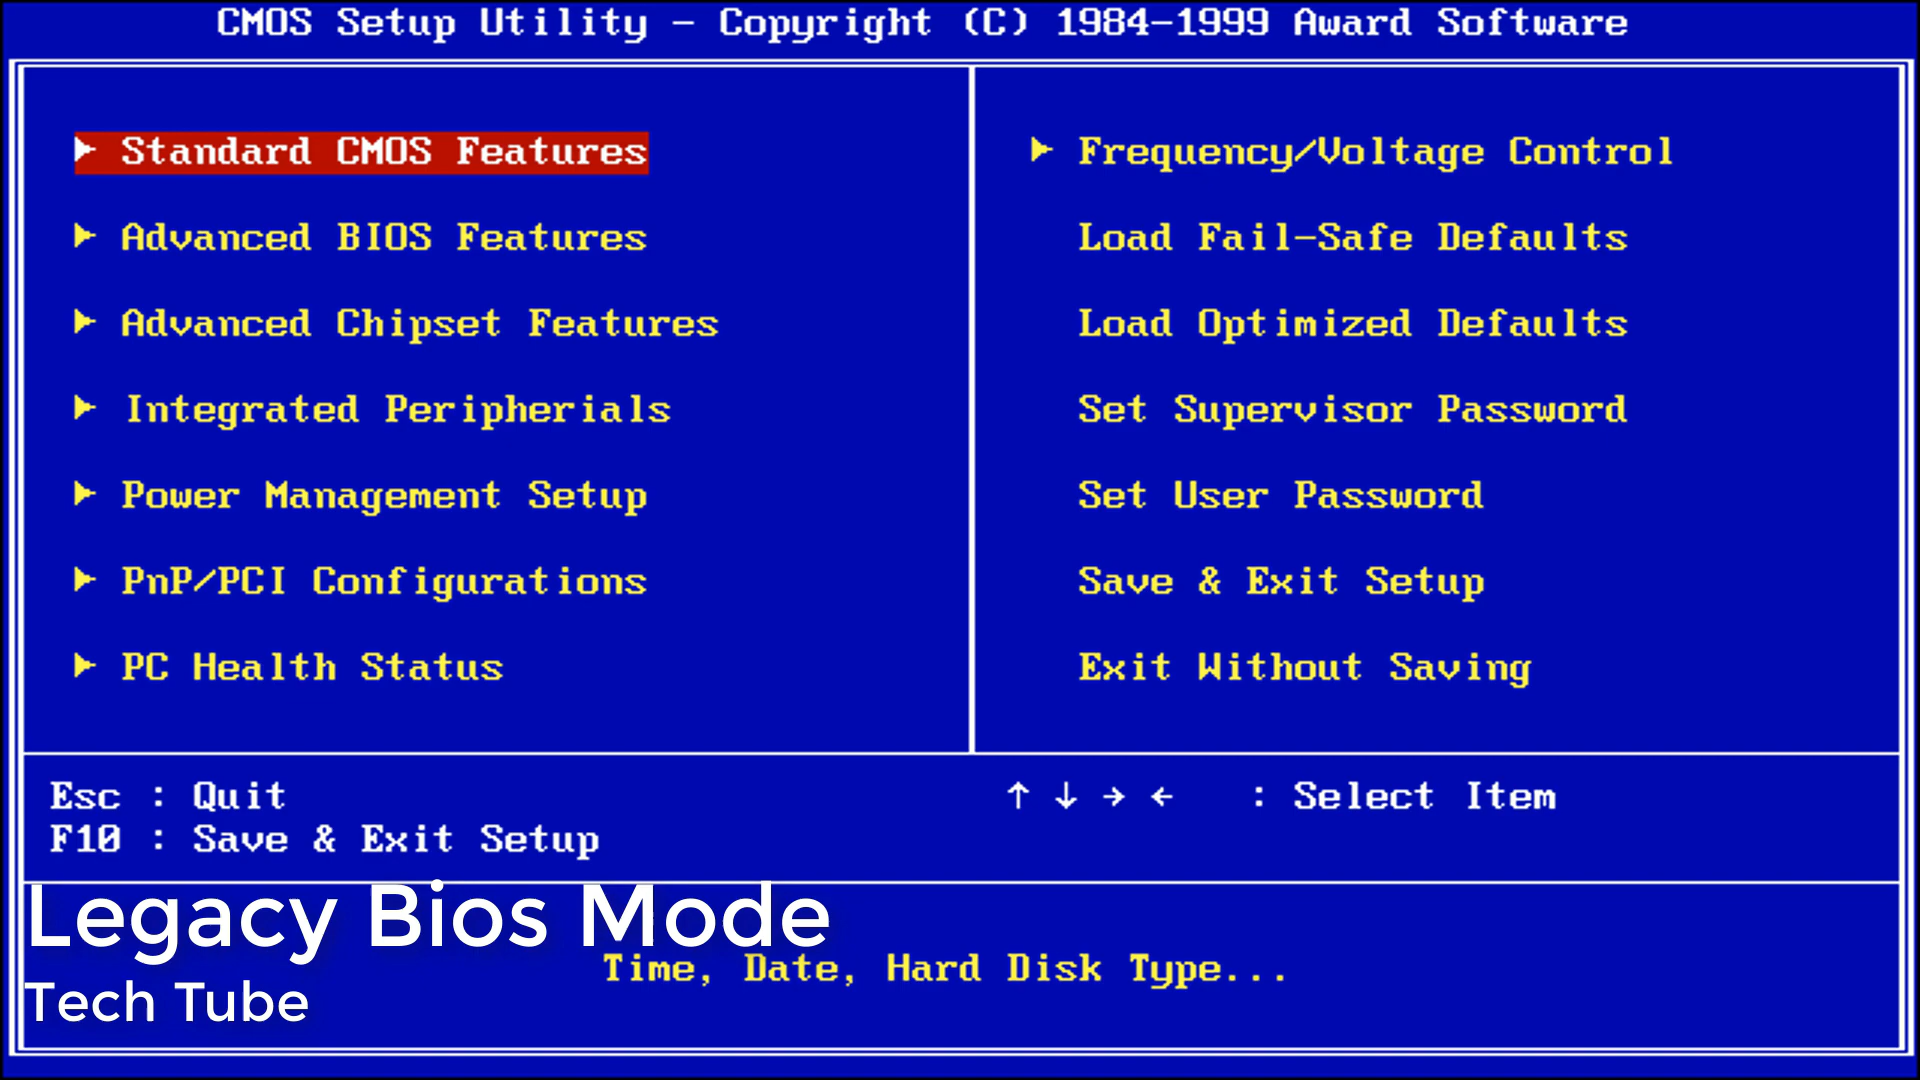 CMOS Setup Utility - Copyright (C) 1984-1999 Award Software
► Standard CMOS Features
► Advanced BIOS Features
► Advanced Chipset Features
► Integrated Peripherials
► Power Management Setup
► PnP/PCI Configurations
► PC Health Status
► Frequency/Voltage Control
Load Fail-Safe Defaults
Load Optimized Defaults
Set Supervisor Password
Set User Password
Save & Exit Setup
Exit Without Saving
Esc : Quit
F10 : Save & Exit Setup
↑ ↓ → ← : Select Item
Legacy Bios Mode
Time, Date, Hard Disk Type...
Tech Tube